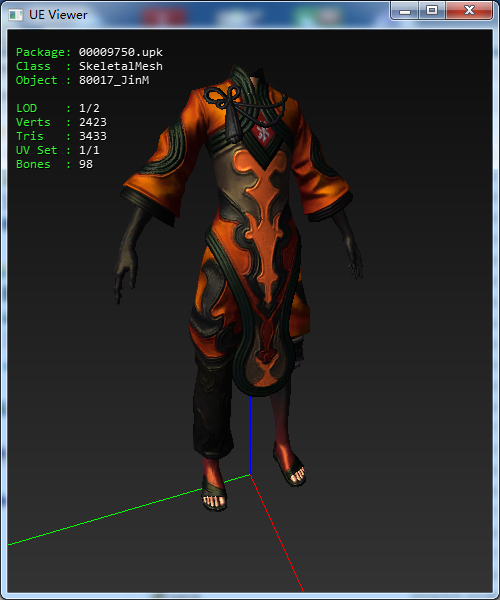 UE Viewer
Package: 00009750.upk
Class : SkeletalMesh
Object : 80017_JinM
LOD : 1/2
Verts : 2423
Tris : 3433
UV Set : 1/1
Bones : 98